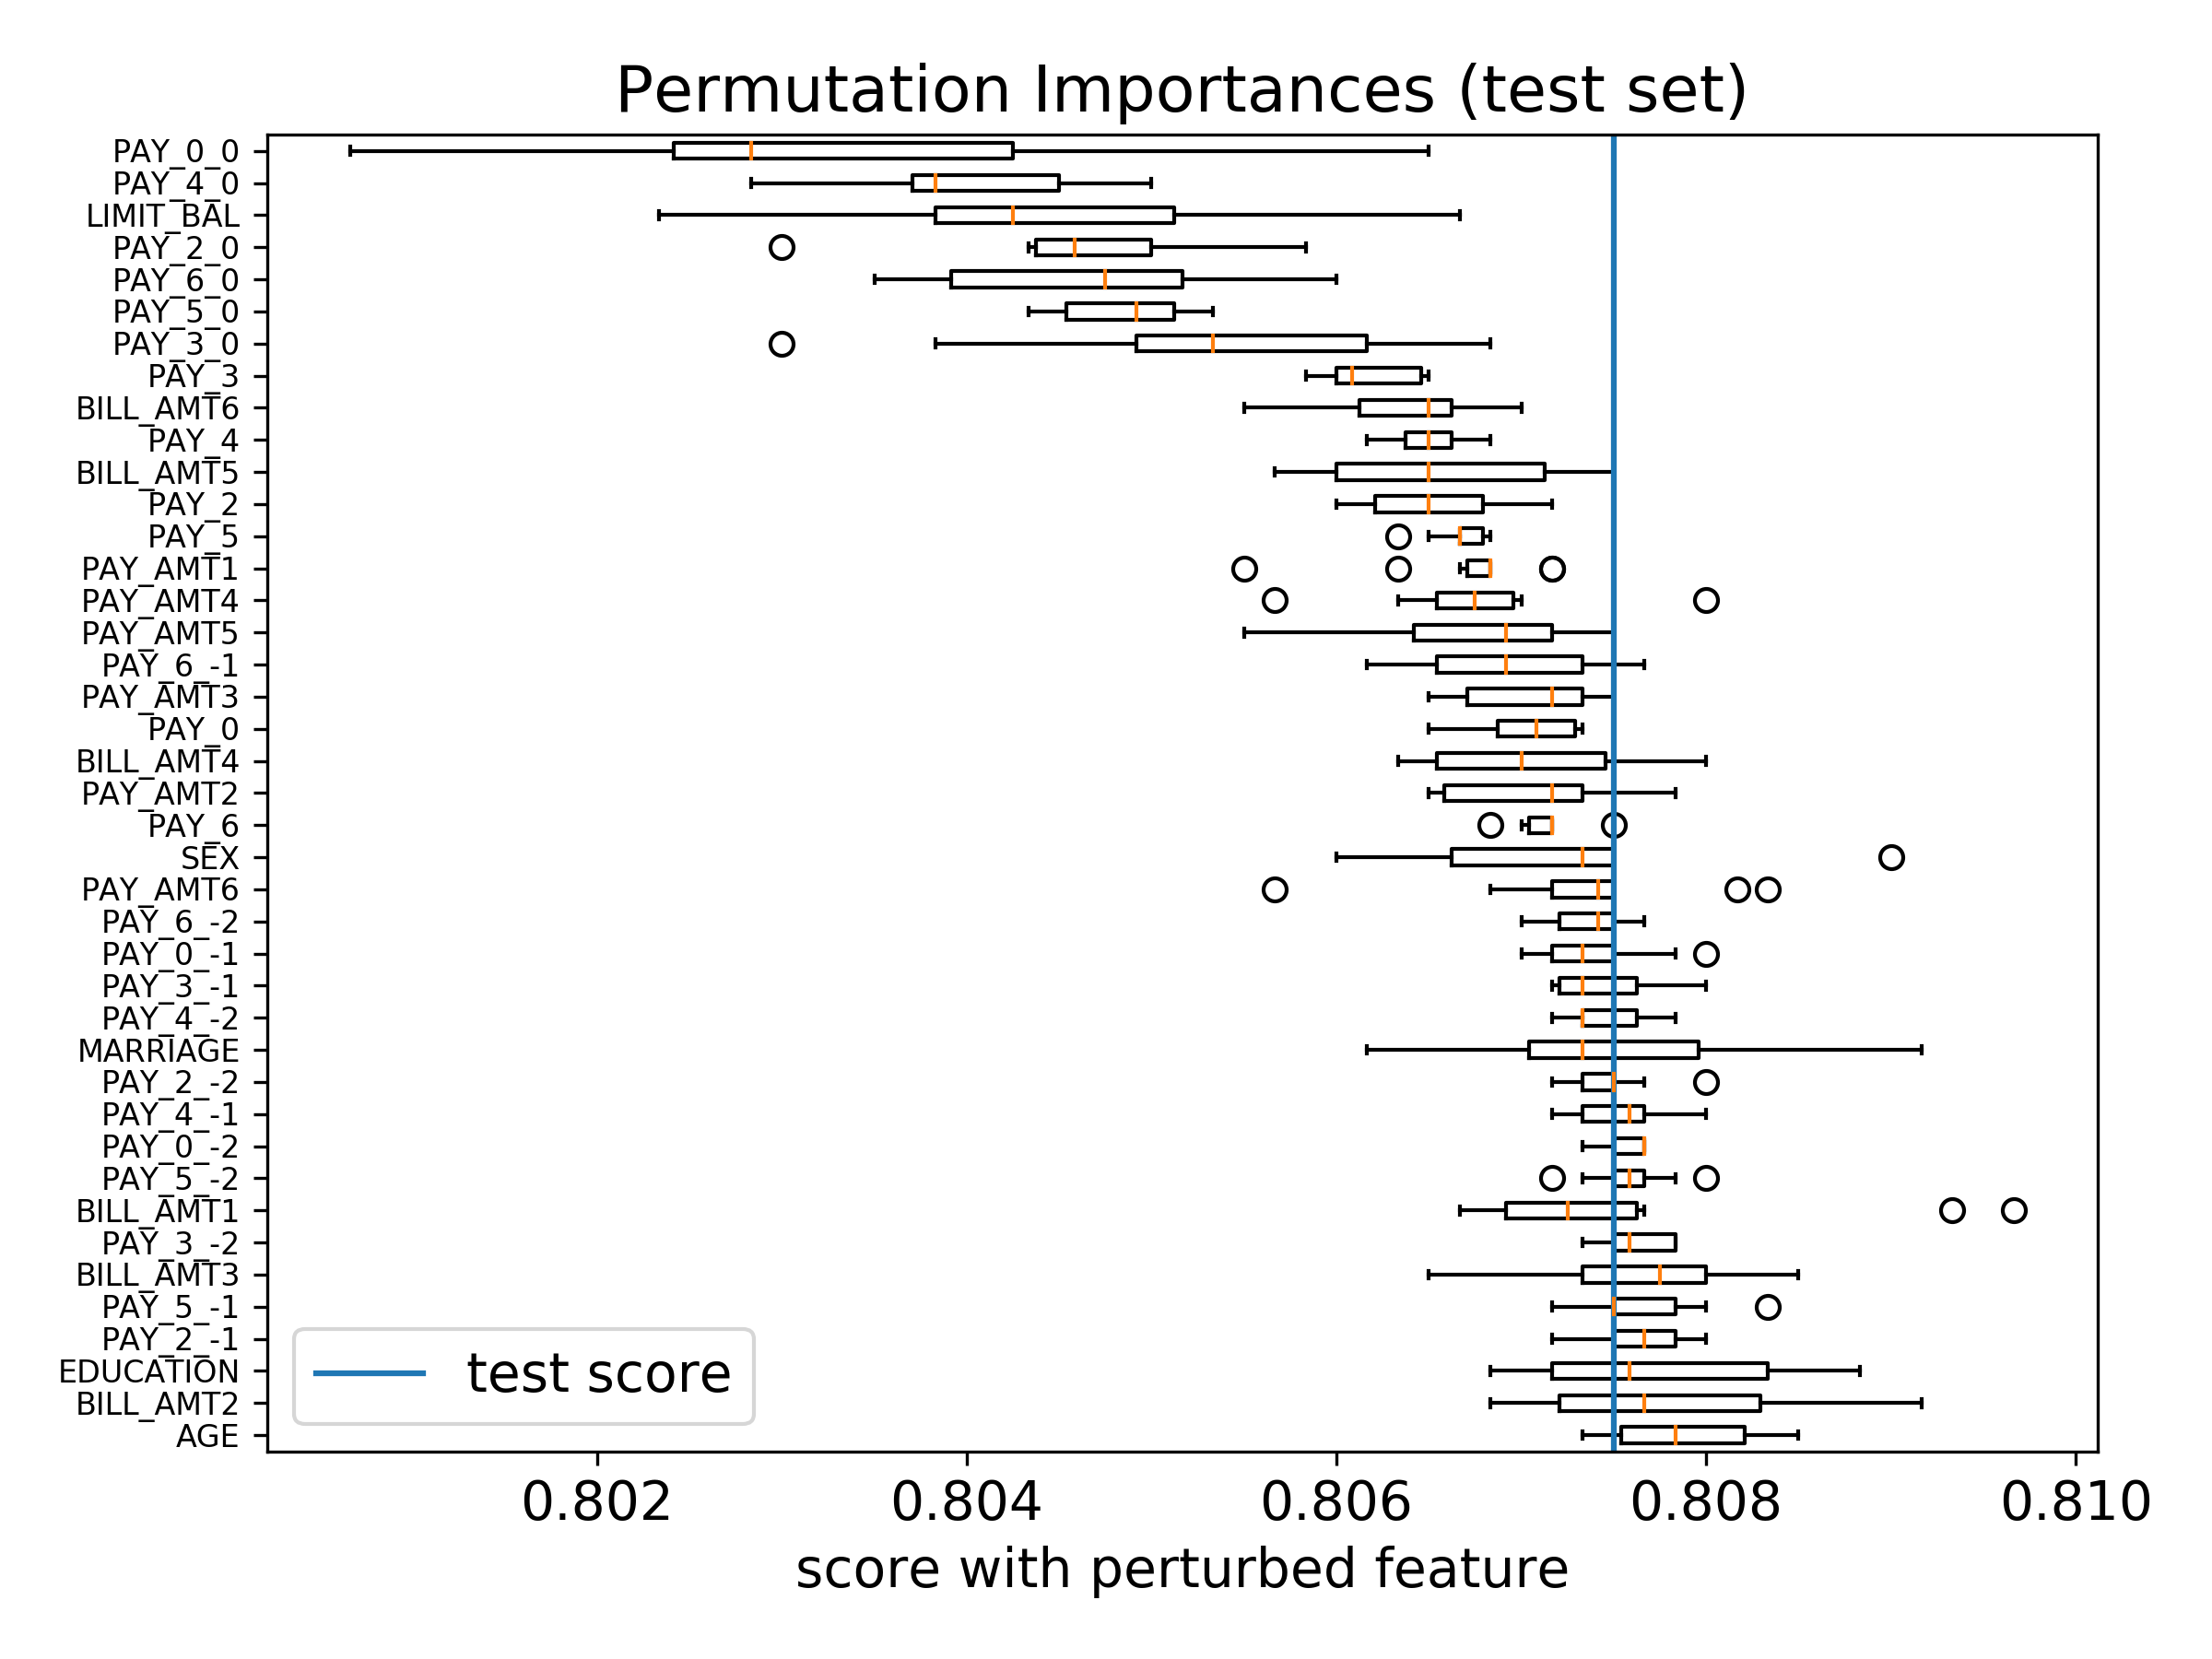 Permutation Importances (test set)
PAY_0_0
PAY_4_0
LIMIT_BAL
PAY_2_0
PAY_6_0
PAY_5_0
PAY_3_0
PAY_3
BILL_AMT6
PAY_4
BILL_AMT5
PAY_2
PAY_5
PAY_AMT1
PAY_AMT4
PAY_AMT5
PAY_6_-1
PAY_AMT3
PAY_0
BILL_AMT4
PAY_AMT2
PAY_6
SEX
PAY_AMT6
PAY_6_-2
PAY_0_-1
PAY_3_-1
PAY_4_-2
MARRIAGE
PAY_2_-2
PAY_4_-1
PAY_0_-2
PAY_5_-2
BILL_AMT1
PAY_3_-2
BILL_AMT3
PAY_5_-1
PAY_2_-1
EDUCATION
BILL_AMT2
AGE
test score
0.802 0.804 0.806 0.808 0.810
score with perturbed feature